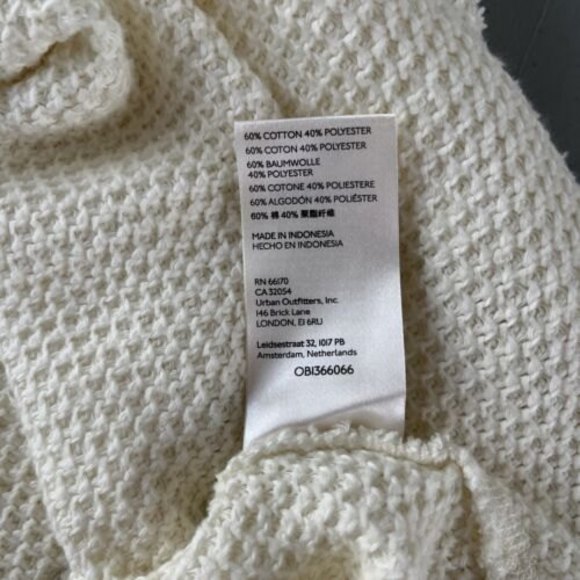 60% COTTON 40% POLYESTER
60% COTON 40% POLYESTER
60% BAUMWOLLE
40% POLYESTER
60% COTONE 40% POLIESTERE
60% ALGODÓN 40% POLIÉSTER
60% 棉 40% 聚酯纤维
MADE IN INDONESIA
HECHO EN INDONESIA
RN 66170
CA 32054
Urban Outfitters, Inc.
146 Brick Lane
LONDON, E1 6RU
Leidsestraat 32, 1017 PB
Amsterdam, Netherlands
OB1366066